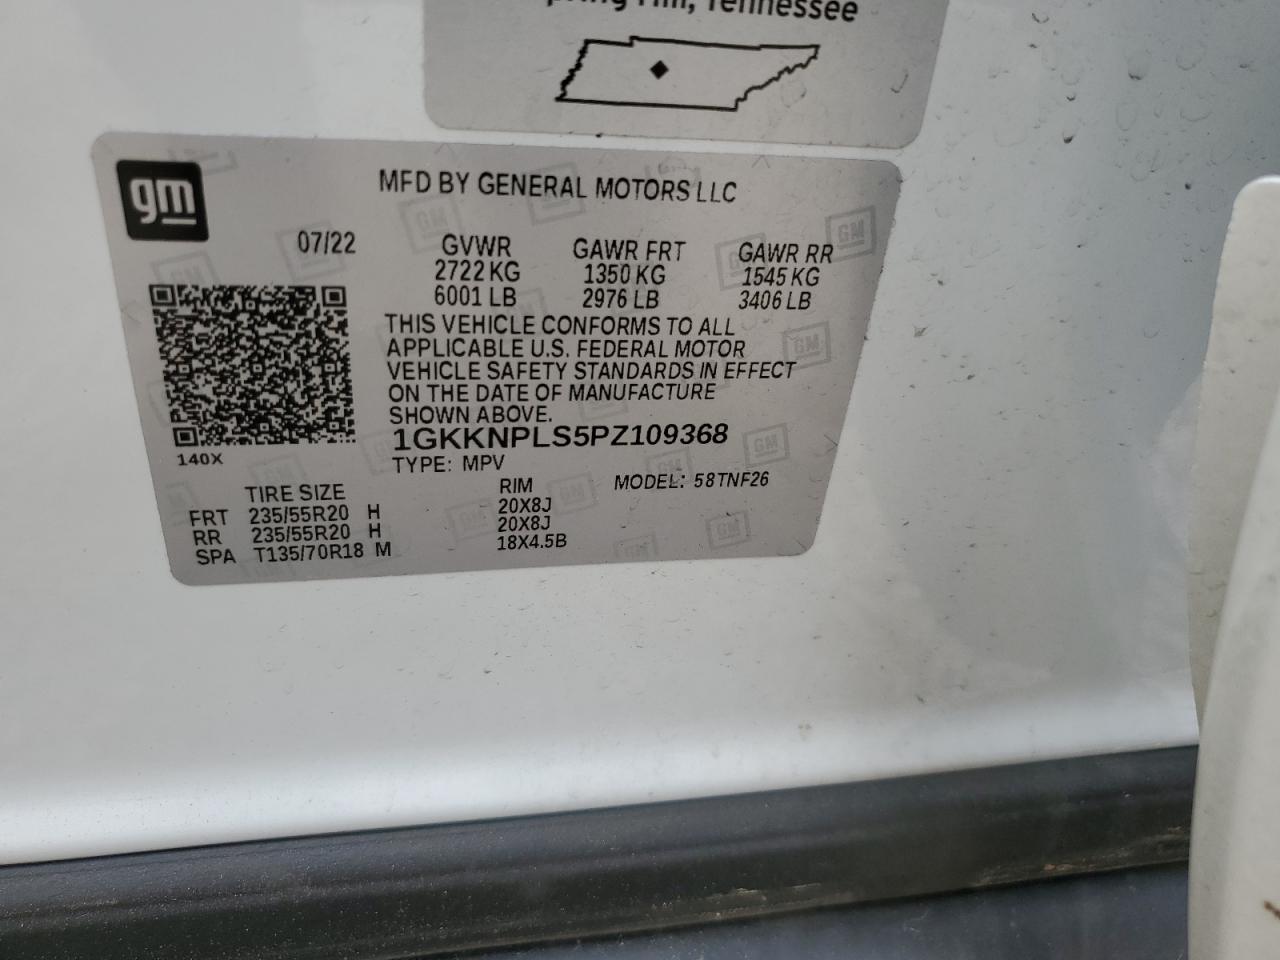 Spring Hill, Tennessee
gm
MFD BY GENERAL MOTORS LLC
07/22
GVWR GAWR FRT GAWR RR
2722 KG 1350 KG 1545 KG
6001 LB 2976 LB 3406 LB
THIS VEHICLE CONFORMS TO ALL
APPLICABLE U.S. FEDERAL MOTOR
VEHICLE SAFETY STANDARDS IN EFFECT
ON THE DATE OF MANUFACTURE
SHOWN ABOVE.
1GKKNPLS5PZ109368
140X
TYPE: MPV
MODEL: 58TNF26
TIRE SIZE RIM
FRT 235/55R20 H 20X8J
RR 235/55R20 H 20X8J
SPA T135/70R18 M 18X4.5B